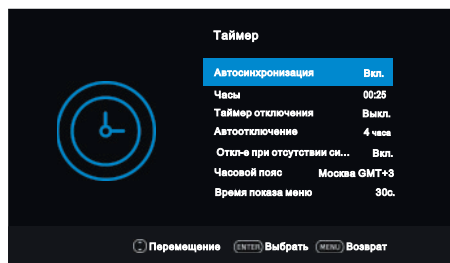 Таймер
Автосинхронизация Вкл.
Часы 00:25
Таймер отключения Выкл.
Автоотключение 4 часа
Откл-е при отсутствии си... Вкл.
Часовой пояс Москва GMT+3
Время показа меню 30с.
Перемещение ENTER Выбрать MENU Возврат